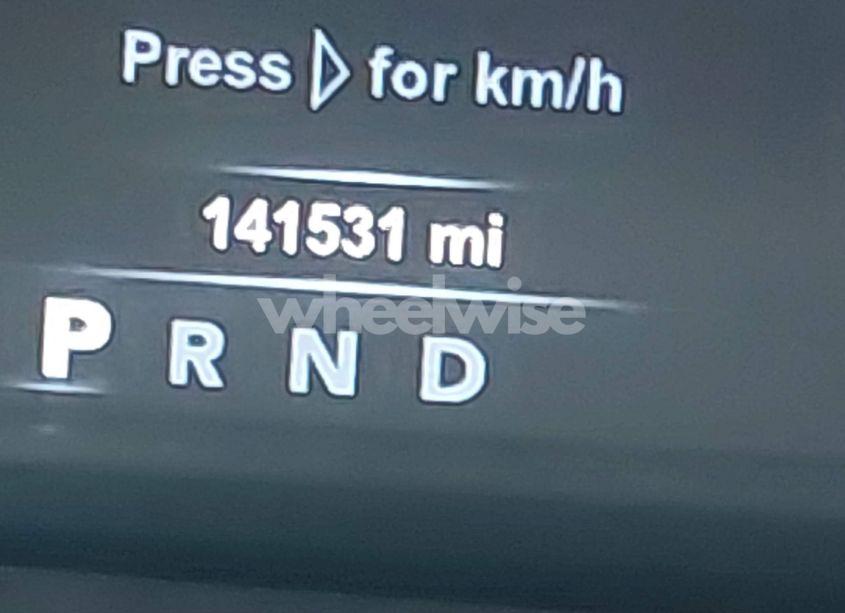 Press ▷ for km/h
141531 mi
wheelwise
P R N D